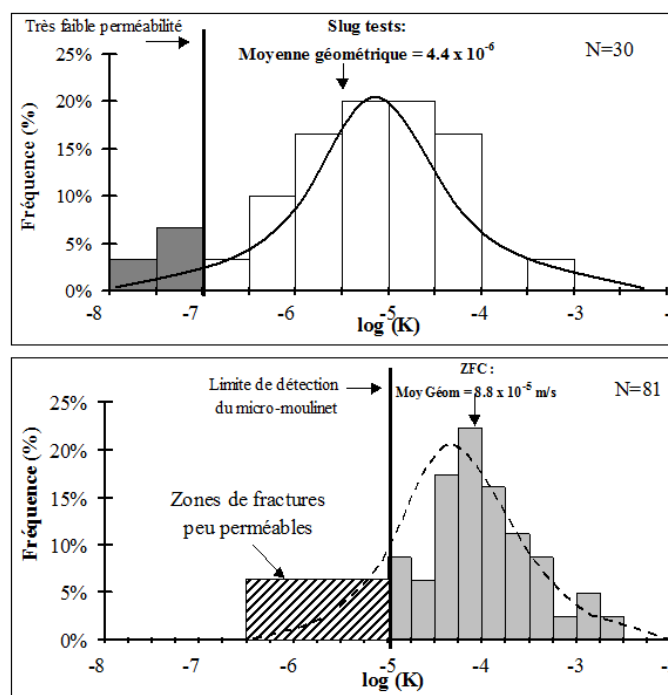 Très faible perméabilité
Slug tests:
Moyenne géométrique = 4.4 x 10⁻⁶
N=30
25%
20%
15%
10%
5%
0%
Fréquence (%)
-8 -7 -6 -5 -4 -3 -2
log (K)
Limite de détection
du micro-moulinet
ZFC :
Moy Géom = 8.8 x 10⁻⁵ m/s
N=81
25%
20%
15%
10%
5%
0%
Fréquence (%)
Zones de fractures
peu perméables
-8 -7 -6 -5 -4 -3
log (K)